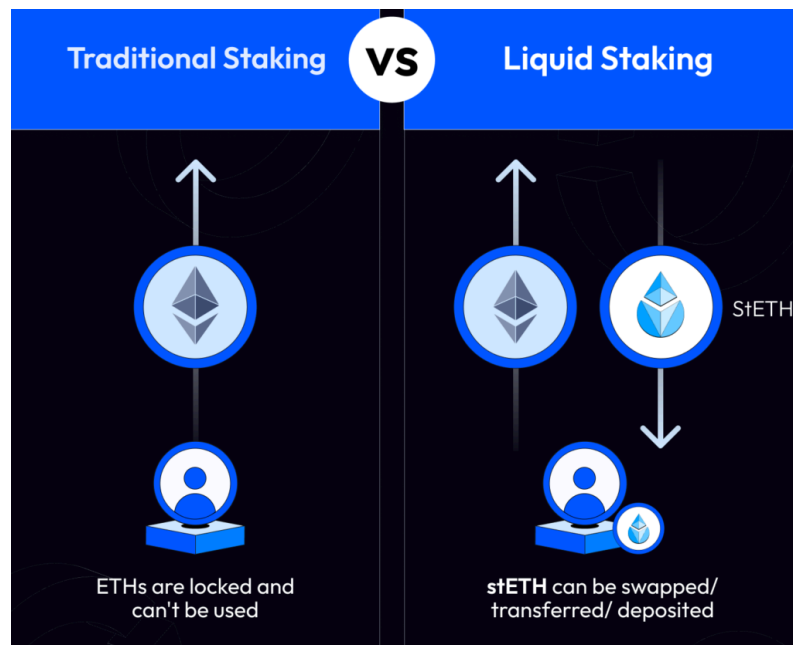 Traditional Staking
VS
Liquid Staking
StETH
ETHs are locked and
can't be used
stETH can be swapped/
transferred/ deposited